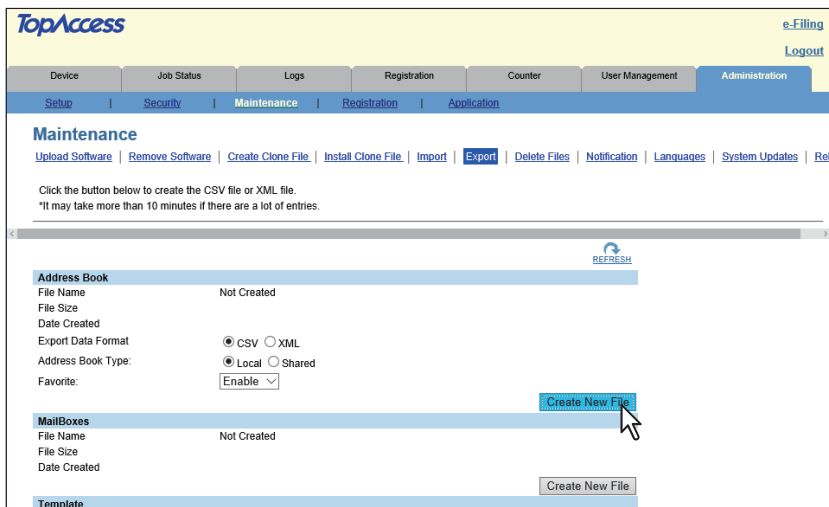 TopAccess
e-Filing
Logout
Device Job Status Logs Registration Counter User Management Administration
Setup | Security | Maintenance | Registration | Application
Maintenance
Upload Software | Remove Software | Create Clone File | Install Clone File | Import | Export | Delete Files | Notification | Languages | System Updates | Re
Click the button below to create the CSV file or XML file.
*It may take more than 10 minutes if there are a lot of entries.
REFRESH
Address Book
File Name Not Created
File Size
Date Created
Export Data Format CSV XML
Address Book Type: Local Shared
Favorite: Enable
Create New File
MailBoxes
File Name Not Created
File Size
Date Created
Create New File
Template